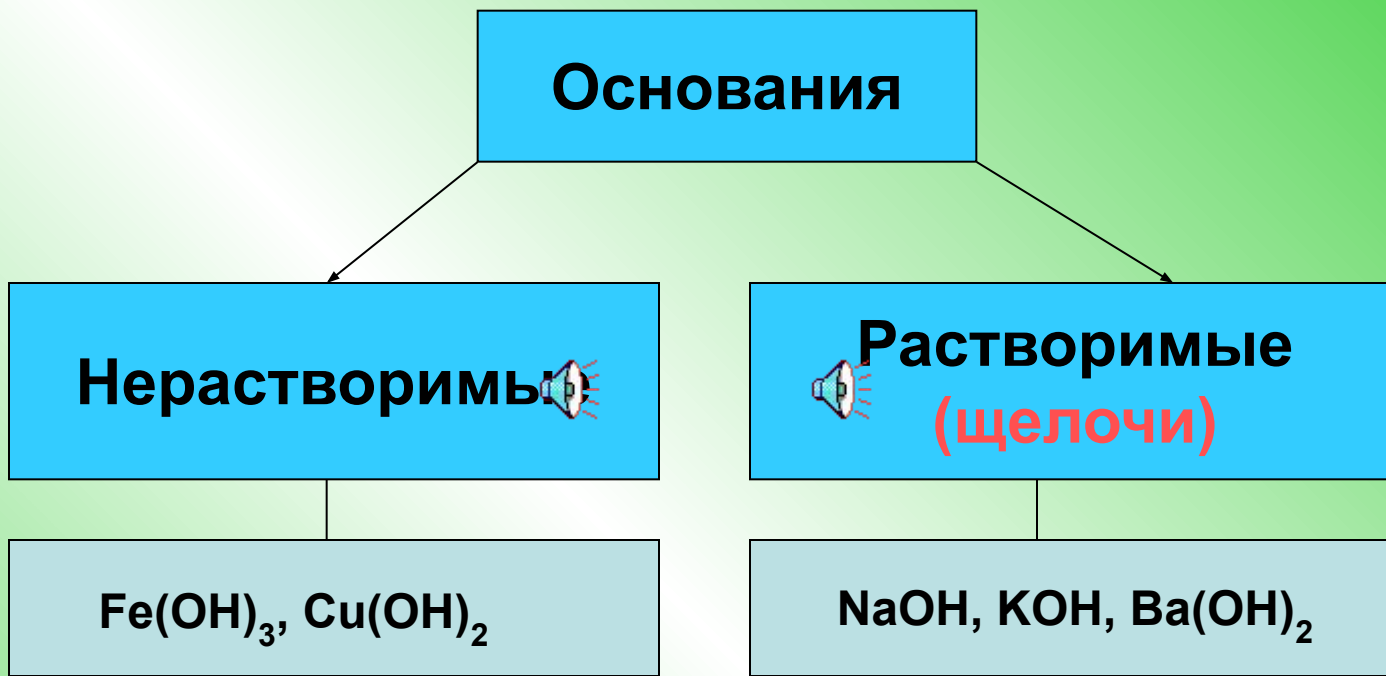 Основания
Нерастворимые
Растворимые
(щелочи)
Fe(OH)₃, Cu(OH)₂
NaOH, KOH, Ba(OH)₂